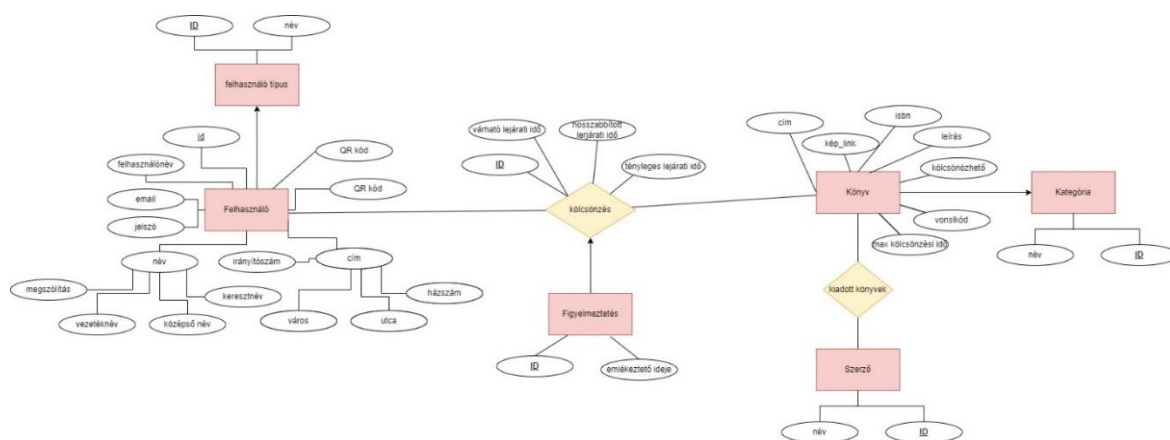 ID
név
felhasználó típus
id
QR kód
felhasználónév
email
QR kód
jelszó
Felhasználó
név
irányítószám
cím
megszólítás
keresztnév
házszám
vezetéknév
középső név
város
utca
várható lejárati idő
hosszabbított
lerjárati idő
ID
tényleges lejárati idő
kölcsönzés
Figyelmeztetés
ID
emlékeztető ideje
isbn
cím
kép_link
leírás
kölcsönözhető
Könyv
Kategória
vonslkód
max kölcsönzési idő
név
ID
kiadott könyvek
Szerző
név
ID